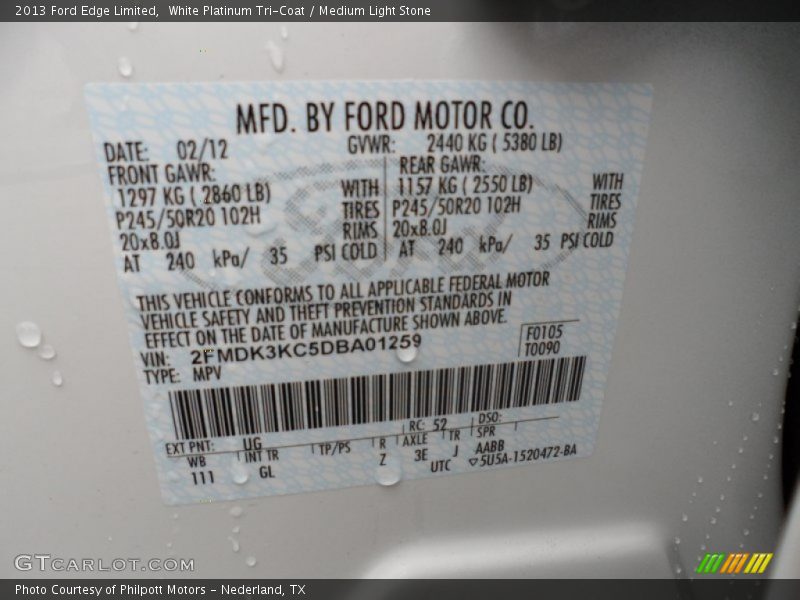 2013 Ford Edge Limited, White Platinum Tri-Coat / Medium Light Stone
MFD. BY FORD MOTOR CO.
DATE: 02/12 GVWR: 2440 KG ( 5380 LB)
FRONT GAWR: REAR GAWR:
1297 KG ( 2860 LB) WITH 1157 KG ( 2550 LB) WITH
P245/50R20 102H TIRES P245/50R20 102H TIRES
20x8.0J RIMS 20x8.0J RIMS
AT 240 kPa/ 35 PSI COLD AT 240 kPa/ 35 PSI COLD
THIS VEHICLE CONFORMS TO ALL APPLICABLE FEDERAL MOTOR
VEHICLE SAFETY AND THEFT PREVENTION STANDARDS IN
EFFECT ON THE DATE OF MANUFACTURE SHOWN ABOVE.
VIN: 2FMDK3KC5DBA01259 F0105
TYPE: MPV T0090
EXT PNT: UG RC: 52 DSO:
WB INT TR TP/PS R AXLE TR SPR
111 GL Z 3E J AABB
UTC ▽5U5A-1520472-BA
GTCARLOT.COM
Photo Courtesy of Philpott Motors - Nederland, TX